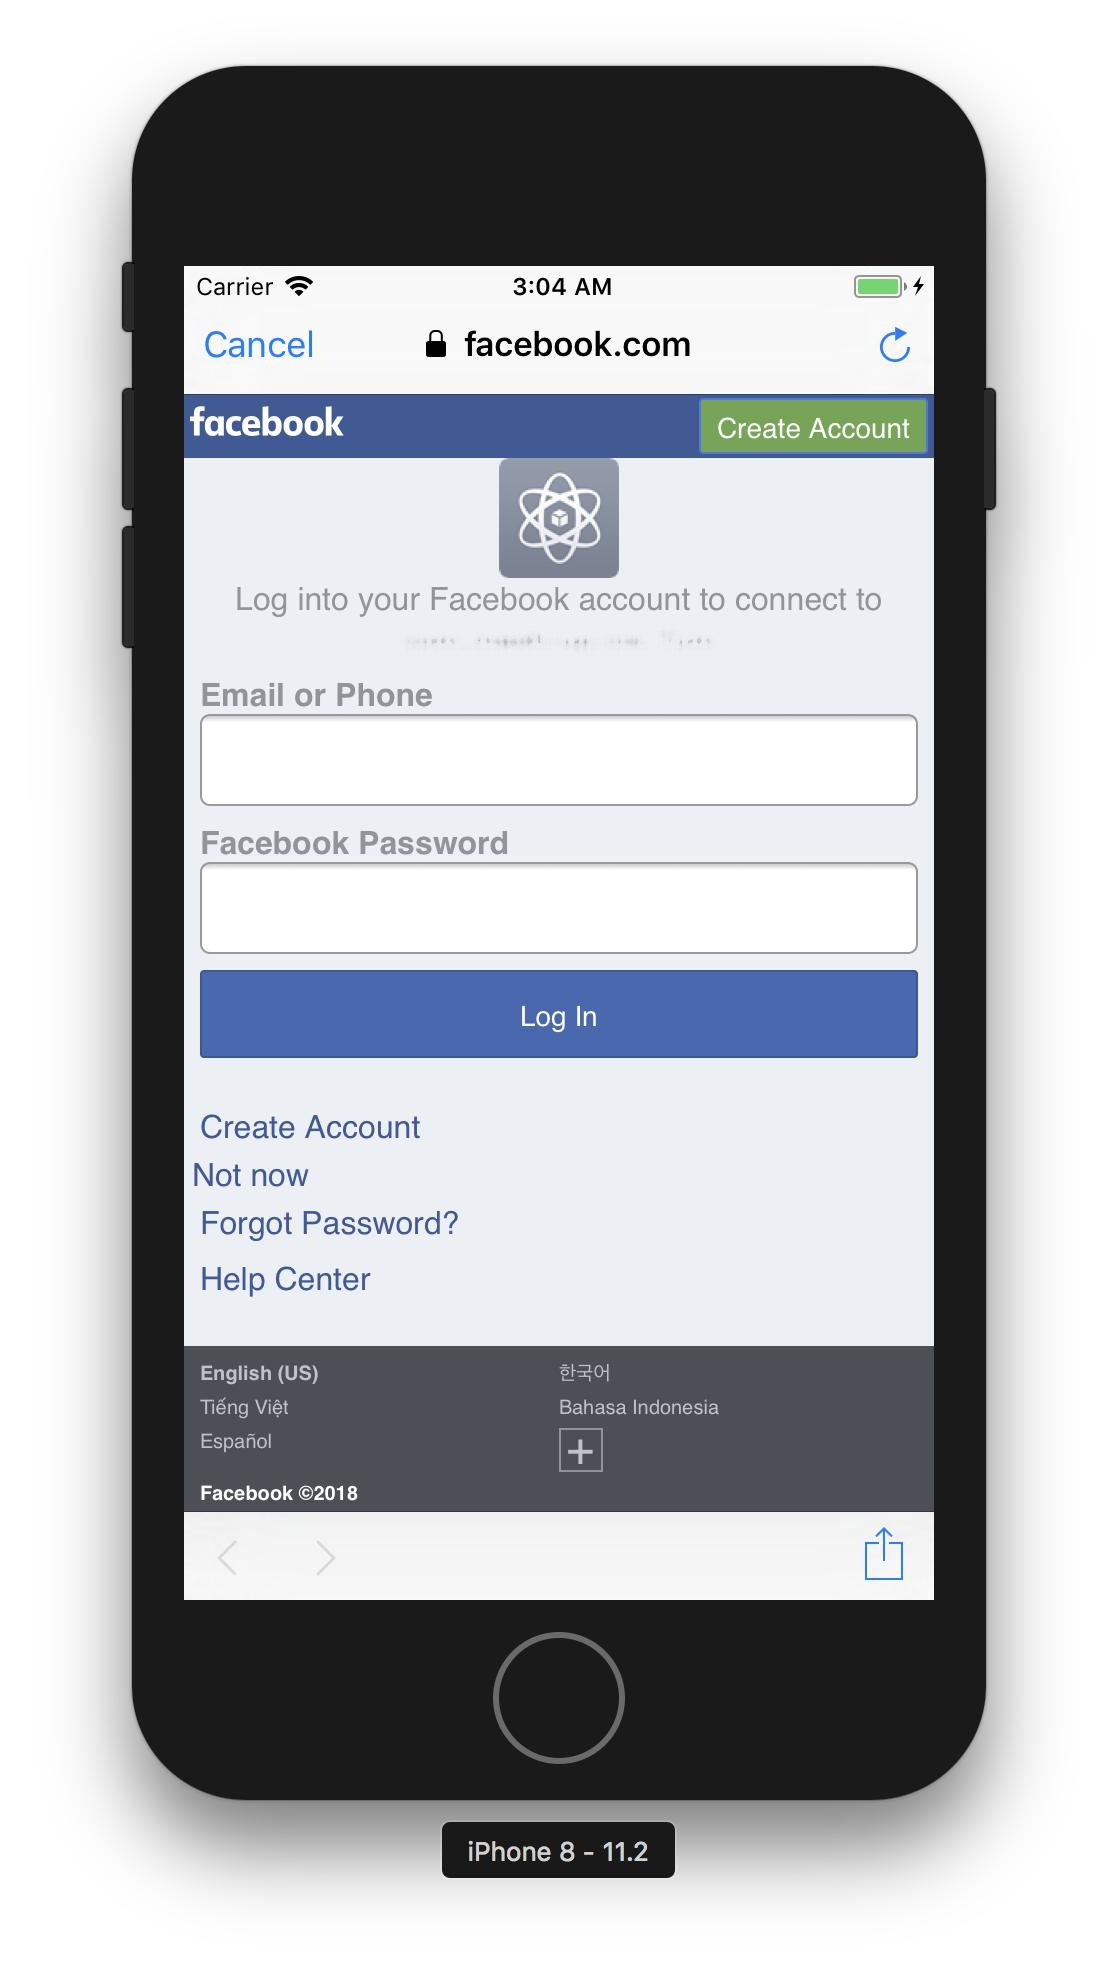 Carrier 3:04 AM
Cancel facebook.com
facebook Create Account
Log into your Facebook account to connect to
Email or Phone
Facebook Password
Log In
Create Account
Not now
Forgot Password?
Help Center
English (US) 한국어
Tiếng Việt Bahasa Indonesia
Español
Facebook ©2018
iPhone 8 - 11.2